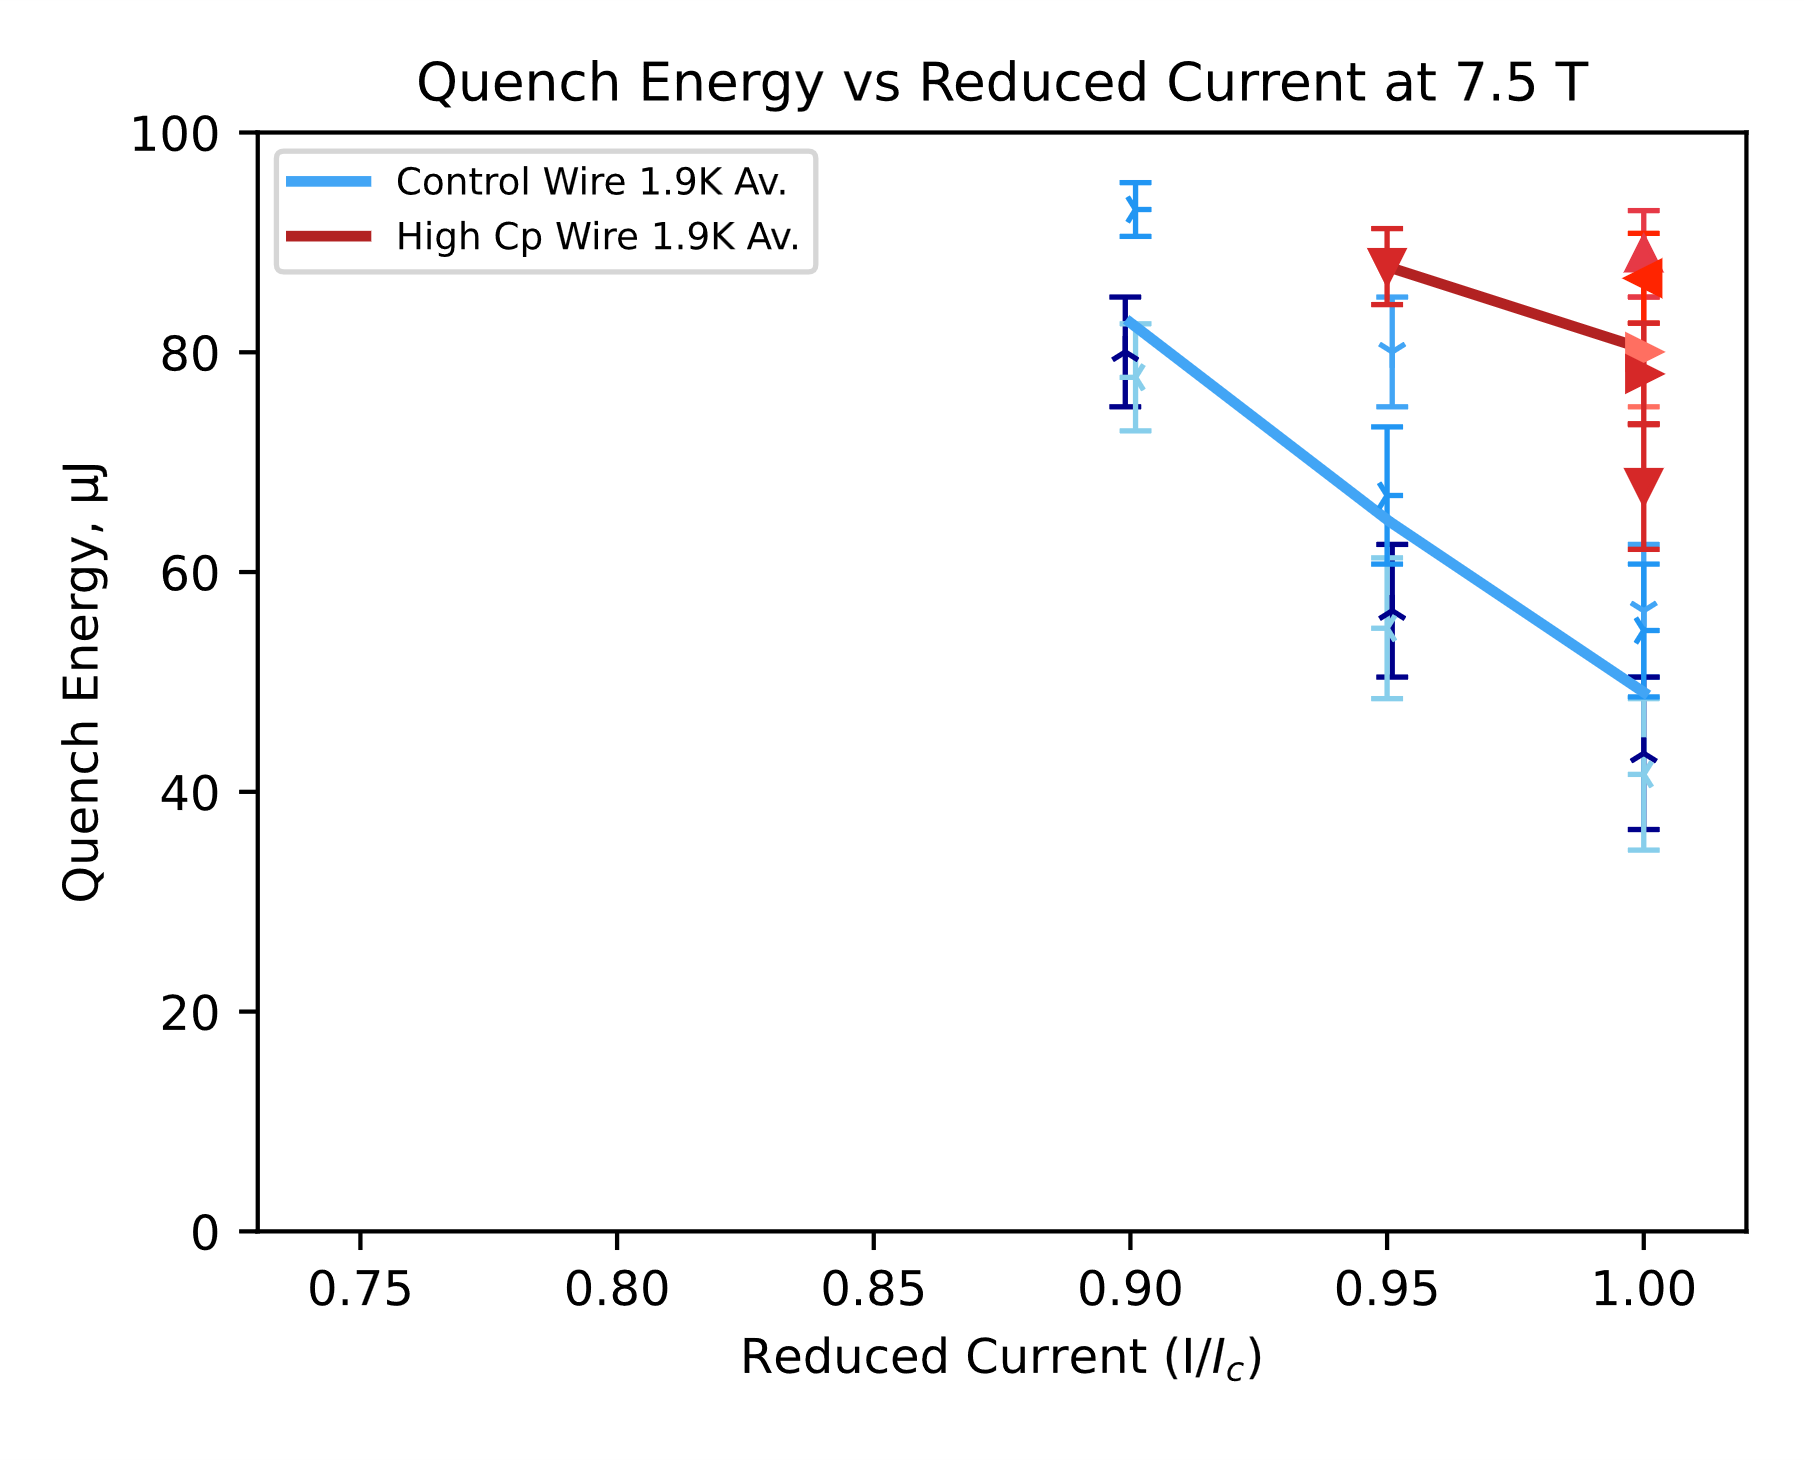 Quench Energy vs Reduced Current at 7.5 T
Control Wire 1.9K Av.
High Cp Wire 1.9K Av.
Quench Energy, µJ
100
80
60
40
20
0
0.75 0.80 0.85 0.90 0.95 1.00
Reduced Current (I/I_c)